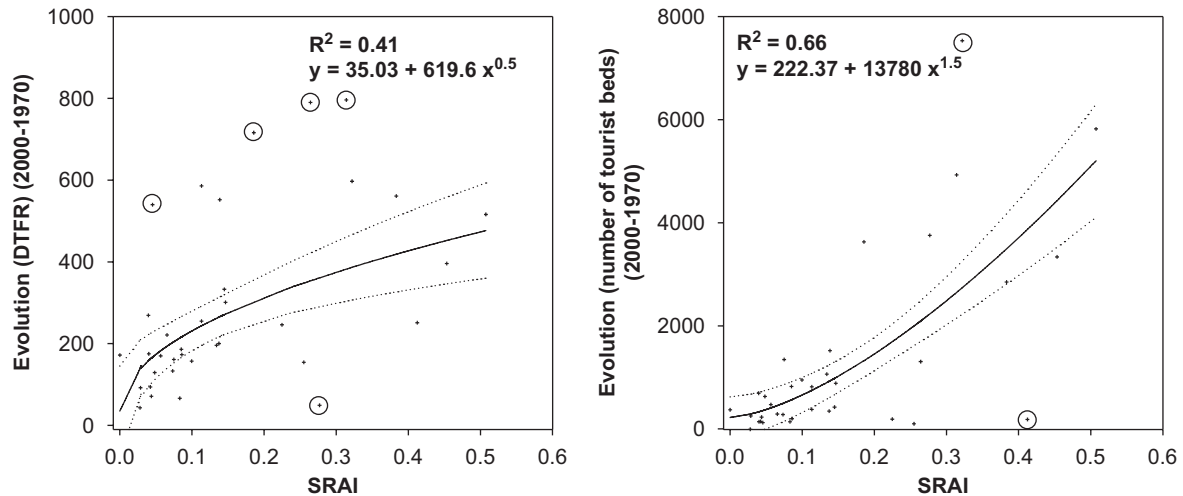 R² = 0.41
y = 35.03 + 619.6 x^0.5
Evolution (DTFR) (2000-1970)
1000
800
600
400
200
0
0.0 0.1 0.2 0.3 0.4 0.5 0.6
SRAI
R² = 0.66
y = 222.37 + 13780 x^1.5
Evolution (number of tourist beds)
(2000-1970)
8000
6000
4000
2000
0
0.0 0.1 0.2 0.3 0.4 0.5 0.6
SRAI